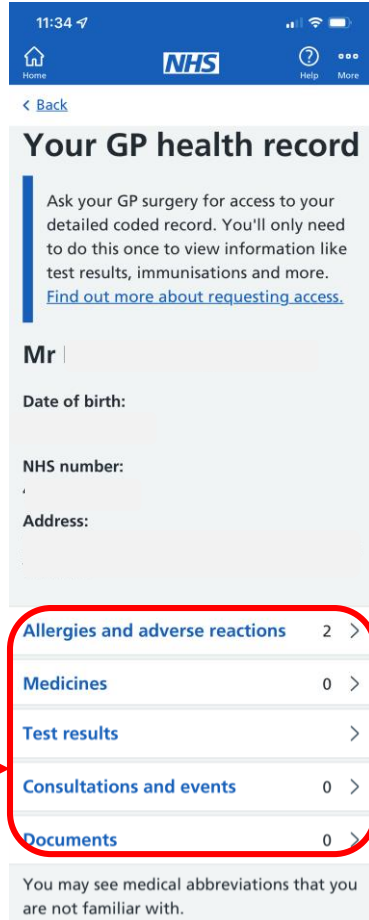 11:34
Home
NHS
Help
More
Back
Your GP health record
Ask your GP surgery for access to your
detailed coded record. You'll only need
to do this once to view information like
test results, immunisations and more.
Find out more about requesting access.
Mr
Date of birth:
NHS number:
Address:
Allergies and adverse reactions 2
Medicines 0
Test results
Consultations and events 0
Documents 0
You may see medical abbreviations that you
are not familiar with.